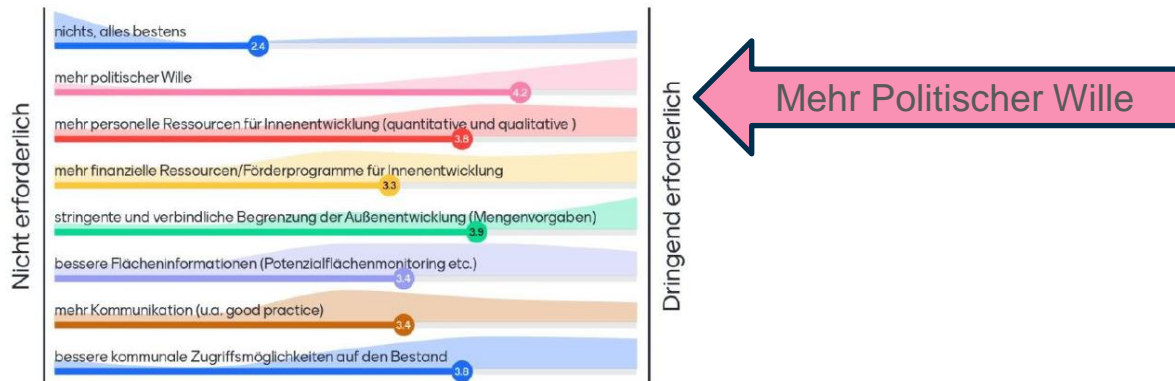 nichts, alles bestens
2.4
mehr politischer Wille
4.2
mehr personelle Ressourcen für Innenentwicklung (quantitative und qualitative )
3.8
mehr finanzielle Ressourcen/Förderprogramme für Innenentwicklung
3.3
stringente und verbindliche Begrenzung der Außenentwicklung (Mengenvorgaben)
3.9
bessere Flächeninformationen (Potenzialflächenmonitoring etc.)
3.4
mehr Kommunikation (u.a. good practice)
3.4
bessere kommunale Zugriffsmöglichkeiten auf den Bestand
3.8
Nicht erforderlich
Dringend erforderlich
Mehr Politischer Wille